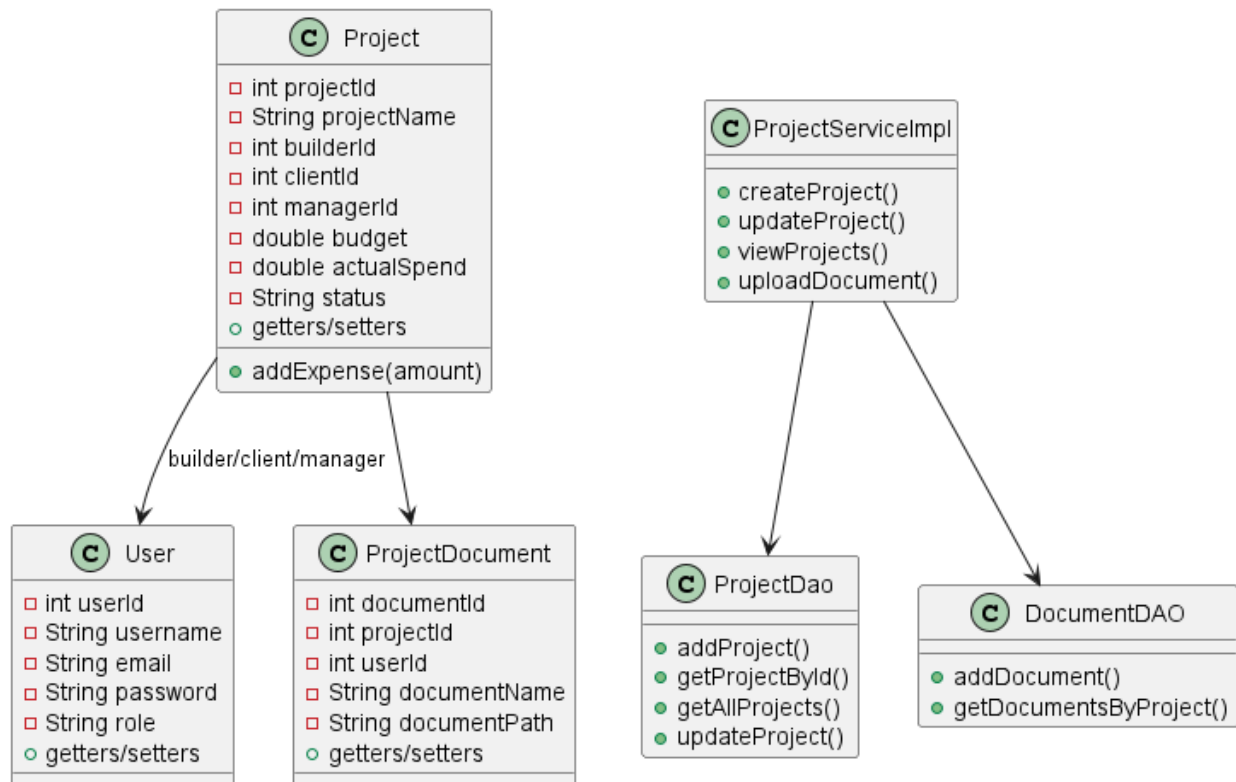 C Project
int projectId
String projectName
int builderId
int clientId
int managerId
double budget
double actualSpend
String status
getters/setters
addExpense(amount)
C ProjectServiceImpl
createProject()
updateProject()
viewProjects()
uploadDocument()
builder/client/manager
C User
int userId
String username
String email
String password
String role
getters/setters
C ProjectDocument
int documentId
int projectId
int userId
String documentName
String documentPath
getters/setters
C ProjectDao
addProject()
getProjectById()
getAllProjects()
updateProject()
C DocumentDAO
addDocument()
getDocumentsByProject()